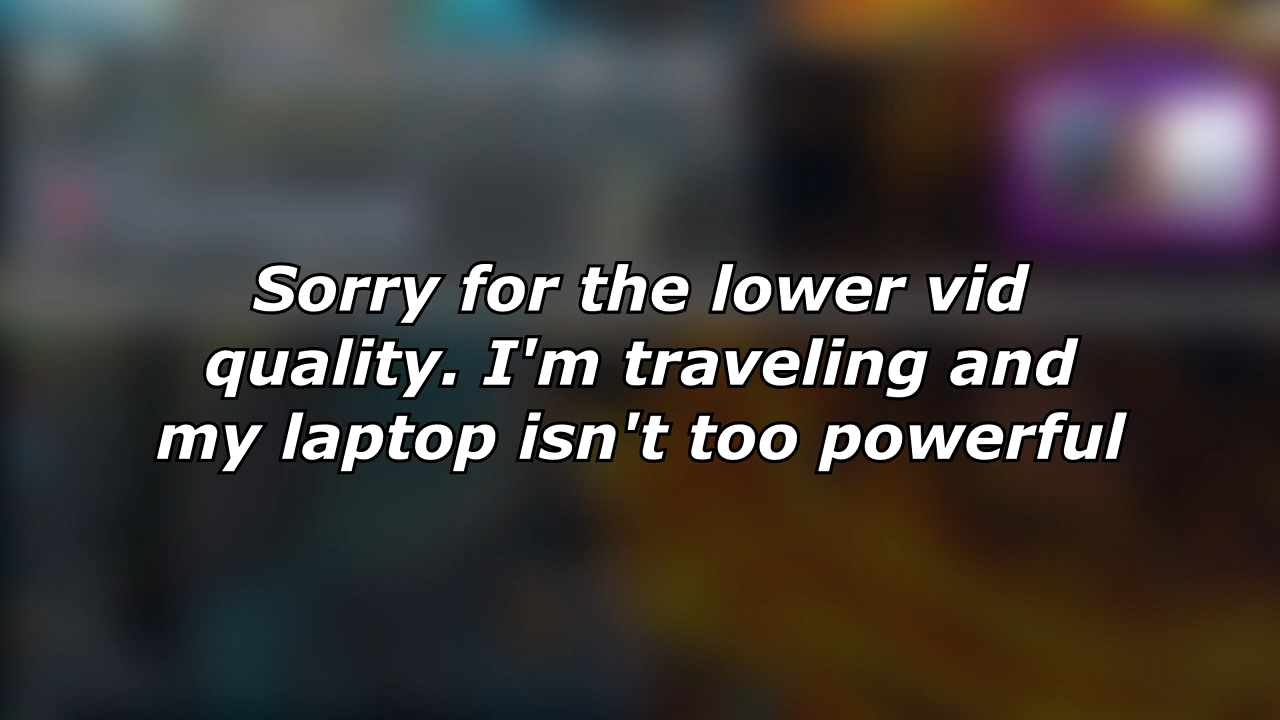 Sorry for the lower vid
quality. I'm traveling and
my laptop isn't too powerful